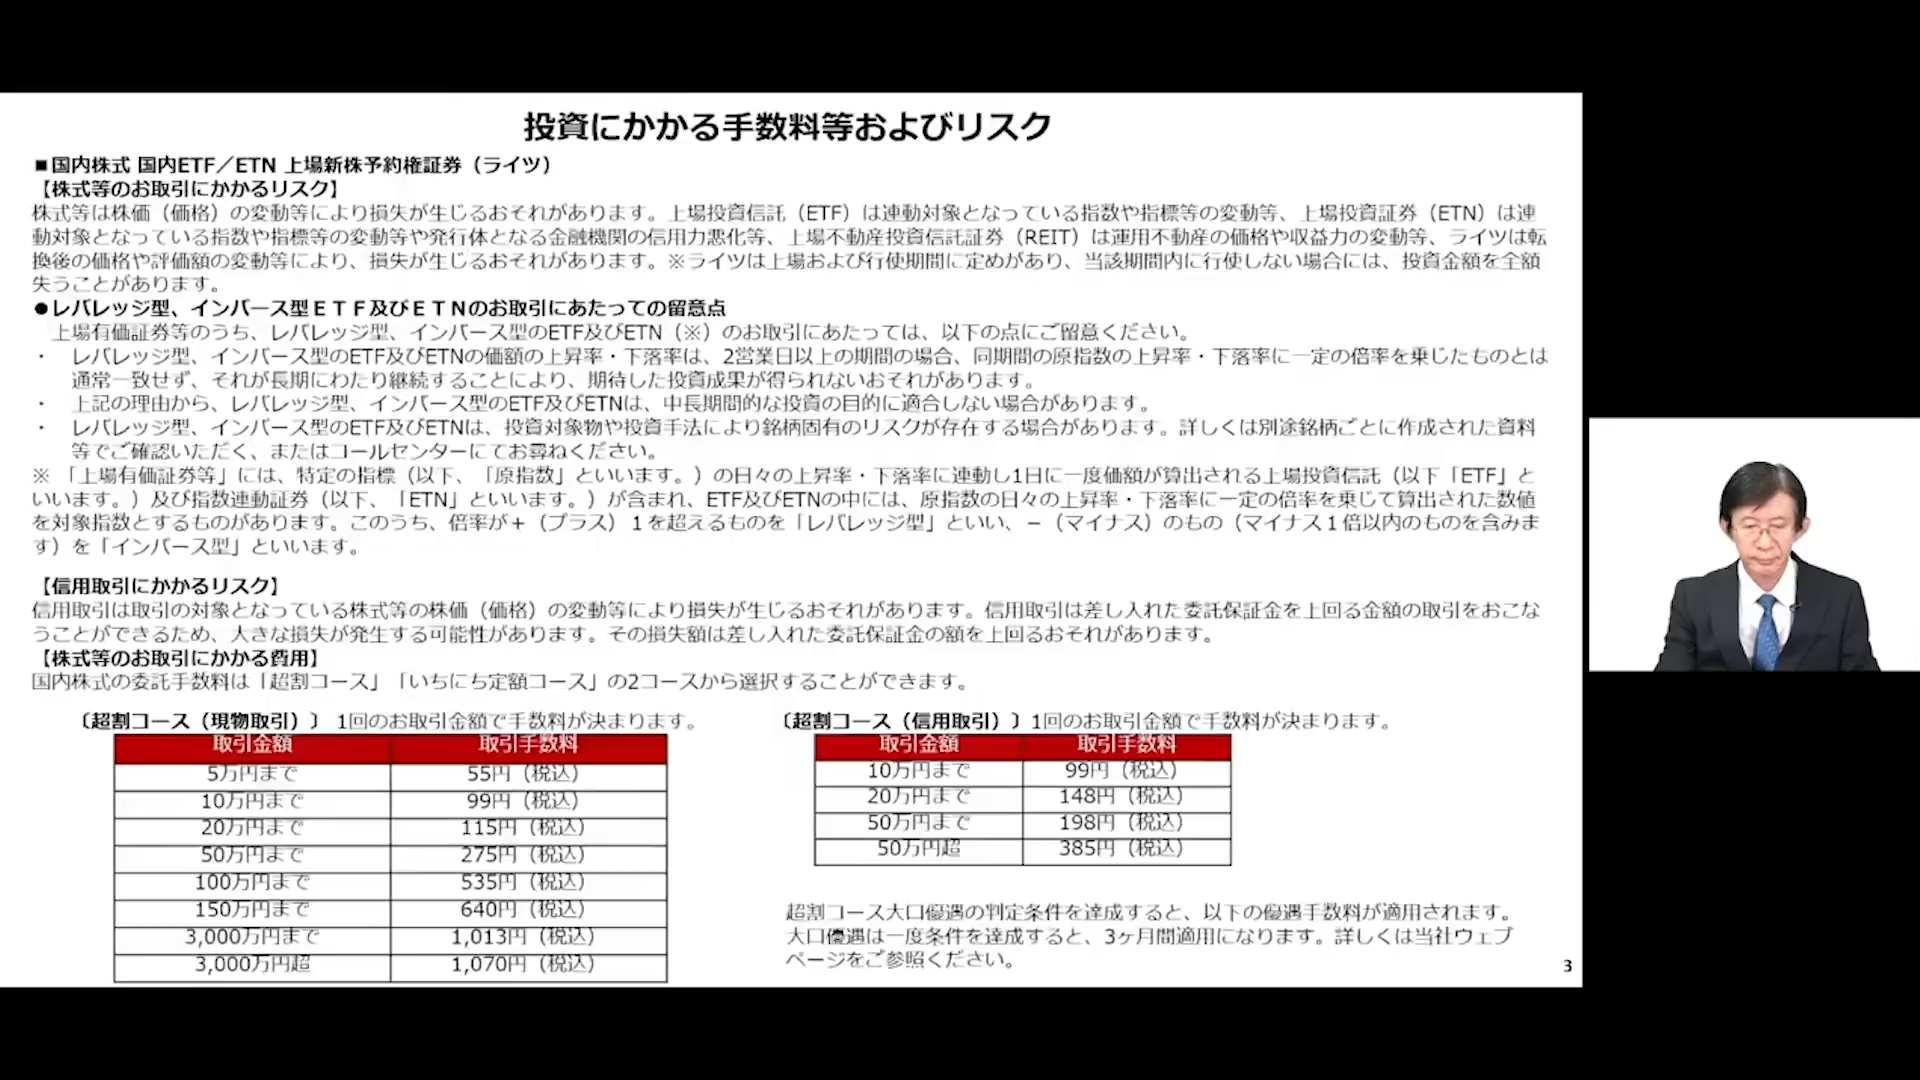 投資にかかる手数料等およびリスク
■国内株式 国内ETF／ETN 上場新株予約権証券（ライツ）
【株式等のお取引にかかるリスク】
株式等は株価（価格）の変動等により損失が生じるおそれがあります。上場投資信託（ETF）は連動対象となっている指数や指標等の変動等、上場投資証券（ETN）は連
動対象となっている指数や指標等の変動等や発行体となる金融機関の信用力悪化等、上場不動産投資信託証券（REIT）は運用不動産の価格や収益力の変動等、ライツは転
換後の価格や評価額の変動等により、損失が生じるおそれがあります。※ライツは上場および行使期間に定めがあり、当該期間内に行使しない場合には、投資金額を全額
失うことがあります。
●レバレッジ型、インバース型ＥＴＦ及びＥＴＮのお取引にあたっての留意点
上場有価証券等のうち、レバレッジ型、インバース型のETF及びETN（※）のお取引にあたっては、以下の点にご留意ください。
・ レバレッジ型、インバース型のETF及びETNの価額の上昇率・下落率は、2営業日以上の期間の場合、同期間の原指数の上昇率・下落率に一定の倍率を乗じたものとは
通常一致せず、それが長期にわたり継続することにより、期待した投資成果が得られないおそれがあります。
・ 上記の理由から、レバレッジ型、インバース型のETF及びETNは、中長期間的な投資の目的に適合しない場合があります。
・ レバレッジ型、インバース型のETF及びETNは、投資対象物や投資手法により銘柄固有のリスクが存在する場合があります。詳しくは別途銘柄ごとに作成された資料
等でご確認いただく、またはコールセンターにてお尋ねください。
※ 「上場有価証券等」には、特定の指標（以下、「原指数」といいます。）の日々の上昇率・下落率に連動し1日に一度価額が算出される上場投資信託（以下「ETF」と
いいます。）及び指数連動証券（以下、「ETN」といいます。）が含まれ、ETF及びETNの中には、原指数の日々の上昇率・下落率に一定の倍率を乗じて算出された数値
を対象指数とするものがあります。このうち、倍率が＋（プラス）１を超えるものを「レバレッジ型」といい、－（マイナス）のもの（マイナス１倍以内のものを含みま
す）を「インバース型」といいます。
【信用取引にかかるリスク】
信用取引は取引の対象となっている株式等の株価（価格）の変動等により損失が生じるおそれがあります。信用取引は差し入れた委託保証金を上回る金額の取引をおこな
うことができるため、大きな損失が発生する可能性があります。その損失額は差し入れた委託保証金の額を上回るおそれがあります。
【株式等のお取引にかかる費用】
国内株式の委託手数料は「超割コース」「いちにち定額コース」の2コースから選択することができます。
〔超割コース（現物取引）〕 1回のお取引金額で手数料が決まります。
取引金額 取引手数料
5万円まで 55円（税込）
10万円まで 99円（税込）
20万円まで 115円（税込）
50万円まで 275円（税込）
100万円まで 535円（税込）
150万円まで 640円（税込）
3,000万円まで 1,013円（税込）
3,000万円超 1,070円（税込）
〔超割コース（信用取引）〕1回のお取引金額で手数料が決まります。
取引金額 取引手数料
10万円まで 99円（税込）
20万円まで 148円（税込）
50万円まで 198円（税込）
50万円超 385円（税込）
超割コース大口優遇の判定条件を達成すると、以下の優遇手数料が適用されます。
大口優遇は一度条件を達成すると、3ヶ月間適用になります。詳しくは当社ウェブ
ページをご参照ください。
3